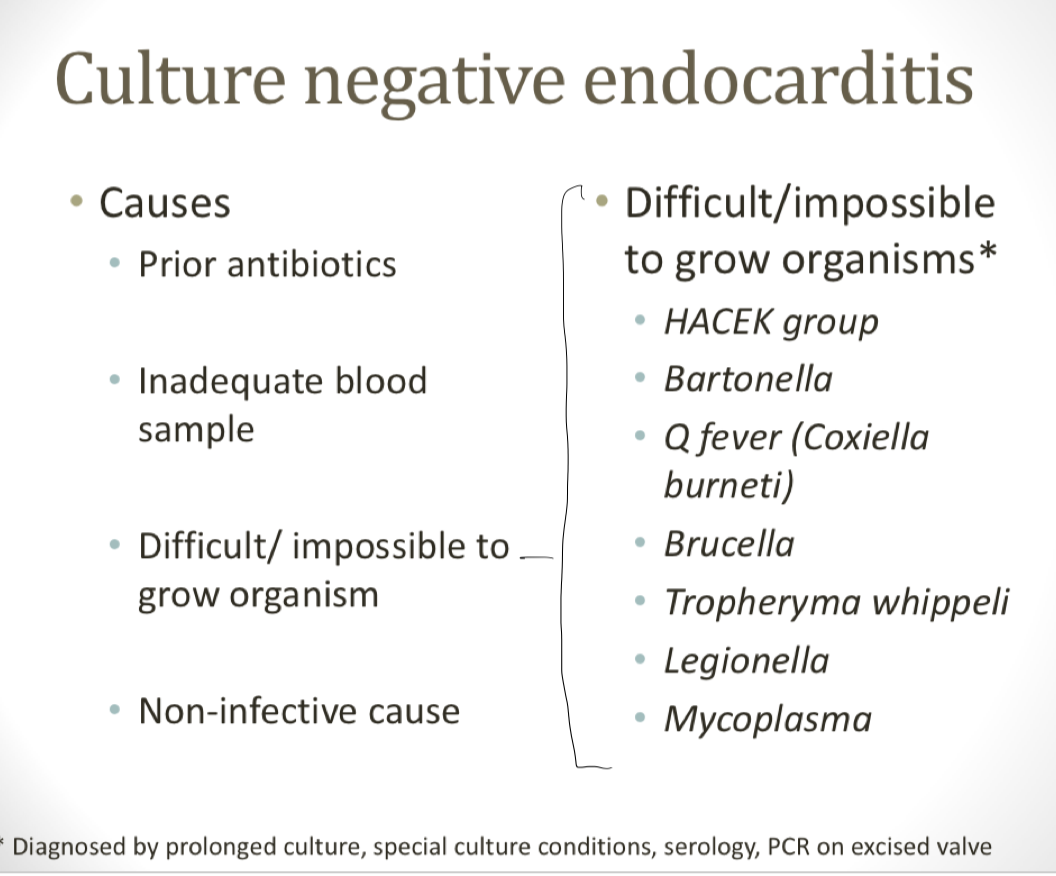 Culture negative endocarditis
• Causes
• Prior antibiotics
• Inadequate blood
sample
• Difficult/ impossible to
grow organism
• Non-infective cause
• Difficult/impossible
to grow organisms*
• HACEK group
• Bartonella
• Q fever (Coxiella
burneti)
• Brucella
• Tropheryma whippeli
• Legionella
• Mycoplasma
* Diagnosed by prolonged culture, special culture conditions, serology, PCR on excised valve